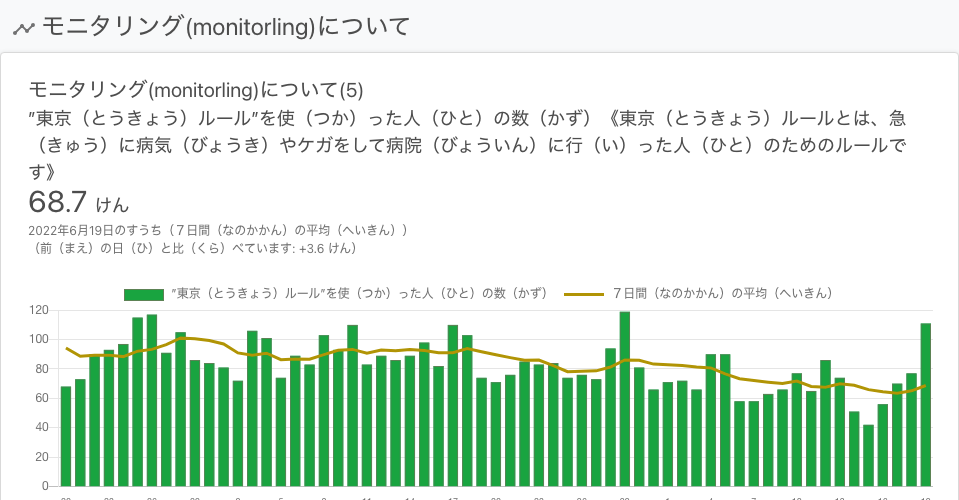 モニタリング(monitorling)について
モニタリング(monitorling)について(5)
”東京（とうきょう）ルール”を使（つか）った人（ひと）の数（かず）《東京（とうきょう）ルールとは、急
（きゅう）に病気（びょうき）やケガをして病院（びょういん）に行（い）った人（ひと）のためのルールで
す》
68.7 けん
2022年6月19日のすうち（７日間（なのかかん）の平均（へいきん））
（前（まえ）の日（ひ）と比（くら）べています: +3.6 けん）
”東京（とうきょう）ルール”を使（つか）った人（ひと）の数（かず） ７日間（なのかかん）の平均（へいきん）
120
100
80
60
40
20
0